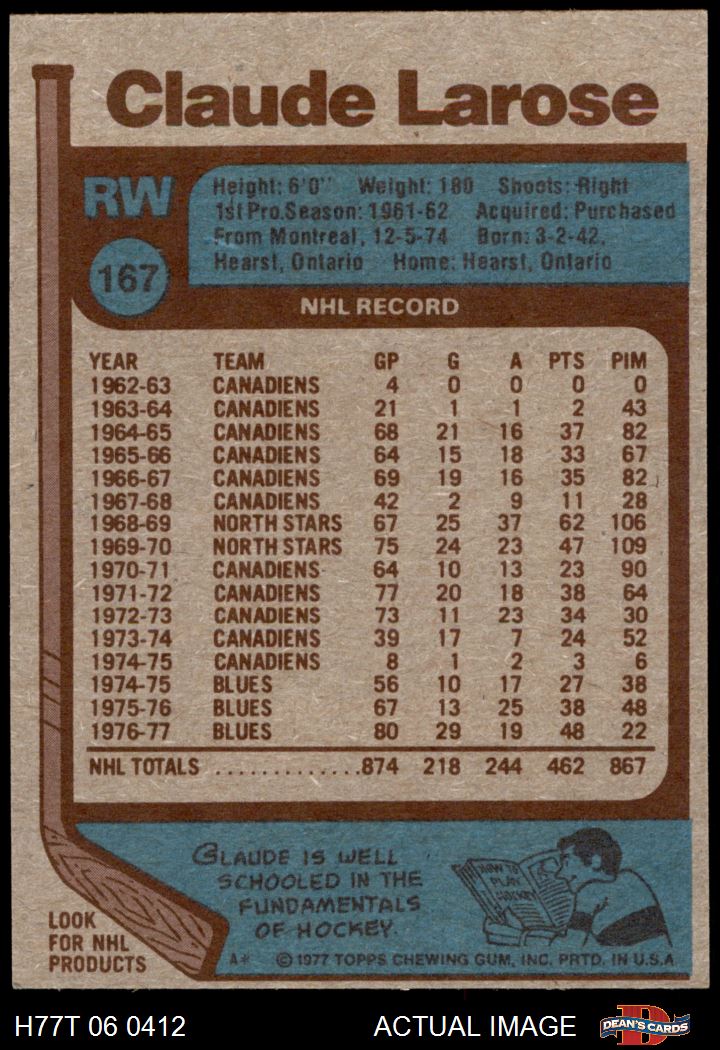 Claude Larose
RW
Height: 6'0" Weight: 180 Shoots: Right
1st Pro.Season: 1961-62 Acquired: Purchased
From Montreal, 12-5-74 Born: 3-2-42,
Hearst, Ontario Home: Hearst, Ontario
167
NHL RECORD
YEAR TEAM GP G A PTS PIM
1962-63 CANADIENS 4 0 0 0 0
1963-64 CANADIENS 21 1 1 2 43
1964-65 CANADIENS 68 21 16 37 82
1965-66 CANADIENS 64 15 18 33 67
1966-67 CANADIENS 69 19 16 35 82
1967-68 CANADIENS 42 2 9 11 28
1968-69 NORTH STARS 67 25 37 62 106
1969-70 NORTH STARS 75 24 23 47 109
1970-71 CANADIENS 64 10 13 23 90
1971-72 CANADIENS 77 20 18 38 64
1972-73 CANADIENS 73 11 23 34 30
1973-74 CANADIENS 39 17 7 24 52
1974-75 CANADIENS 8 1 2 3 6
1974-75 BLUES 56 10 17 27 38
1975-76 BLUES 67 13 25 38 48
1976-77 BLUES 80 29 19 48 22
NHL TOTALS .............874 218 244 462 867
CLAUDE IS WELL
SCHOOLED IN THE
FUNDAMENTALS
OF HOCKEY.
HOW TO
PLAY
HOCKEY
LOOK
FOR NHL
PRODUCTS
A* © 1977 TOPPS CHEWING GUM, INC. PRTD. IN U.S.A
H77T 06 0412 ACTUAL IMAGE
D
DEAN'S CARDS